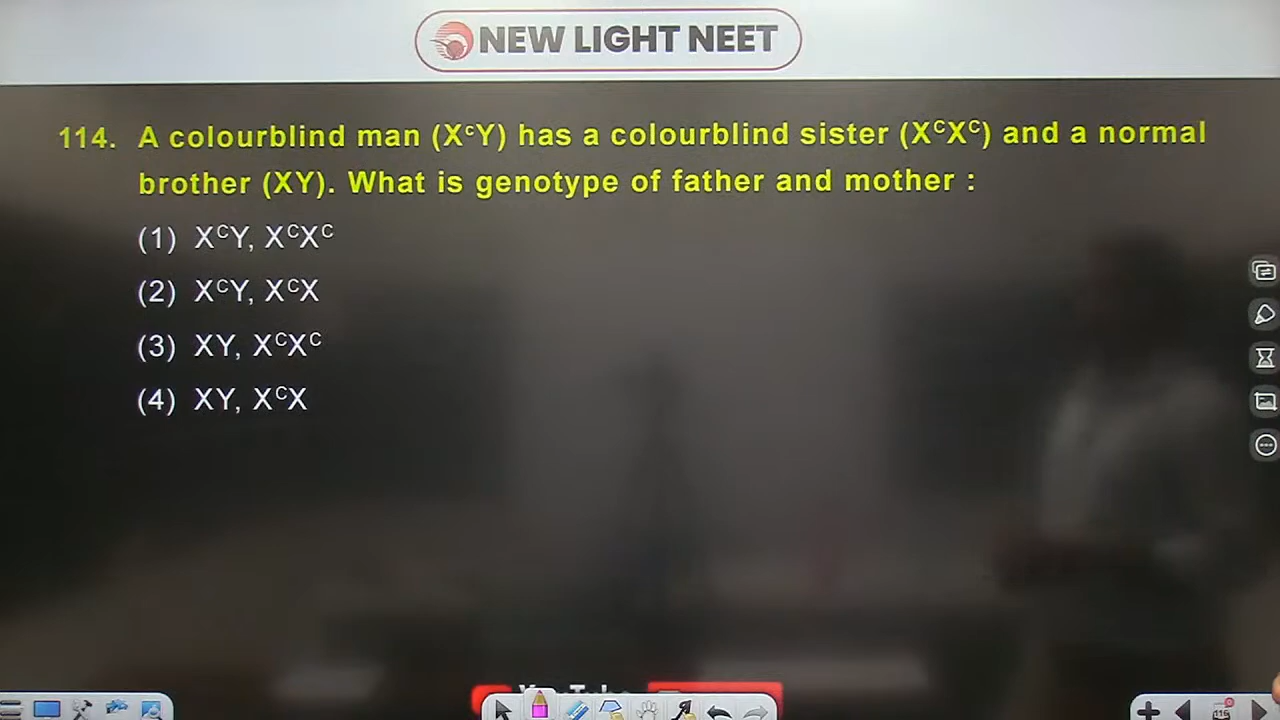 NEW LIGHT NEET
114. A colourblind man (XᶜY) has a colourblind sister (XᶜXᶜ) and a normal
brother (XY). What is genotype of father and mother :
(1) XᶜY, XᶜXᶜ
(2) XᶜY, XᶜX
(3) XY, XᶜXᶜ
(4) XY, XᶜX